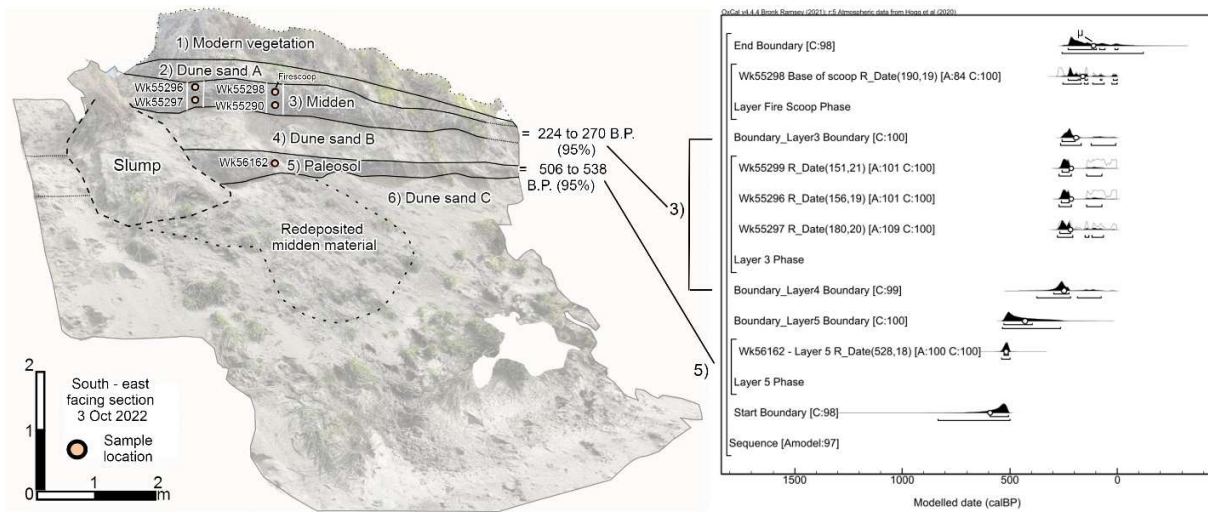 1) Modern vegetation
2) Dune sand A
Firescoop
Wk55296
Wk55298
Wk55297
Wk55290
3) Midden
4) Dune sand B
= 224 to 270 B.P.
(95%)
Wk56162
5) Paleosol
= 506 to 538
B.P. (95%)
Slump
6) Dune sand C
Redeposited
midden material
2
1
0
South - east
facing section
3 Oct 2022
Sample
location
0 1 2
m
3)
5)
OxCal v4.4.4 Bronk Ramsey (2021); r:5 Atmospheric data from Hogg et al (2020)
μ
End Boundary [C:98]
Wk55298 Base of scoop R_Date(190,19) [A:84 C:100]
Layer Fire Scoop Phase
Boundary_Layer3 Boundary [C:100]
Wk55299 R_Date(151,21) [A:101 C:100]
Wk55296 R_Date(156,19) [A:101 C:100]
Wk55297 R_Date(180,20) [A:109 C:100]
Layer 3 Phase
Boundary_Layer4 Boundary [C:99]
Boundary_Layer5 Boundary [C:100]
Wk56162 - Layer 5 R_Date(528,18) [A:100 C:100]
Layer 5 Phase
Start Boundary [C:98]
Sequence [Amodel:97]
1500 1000 500 0
Modelled date (calBP)